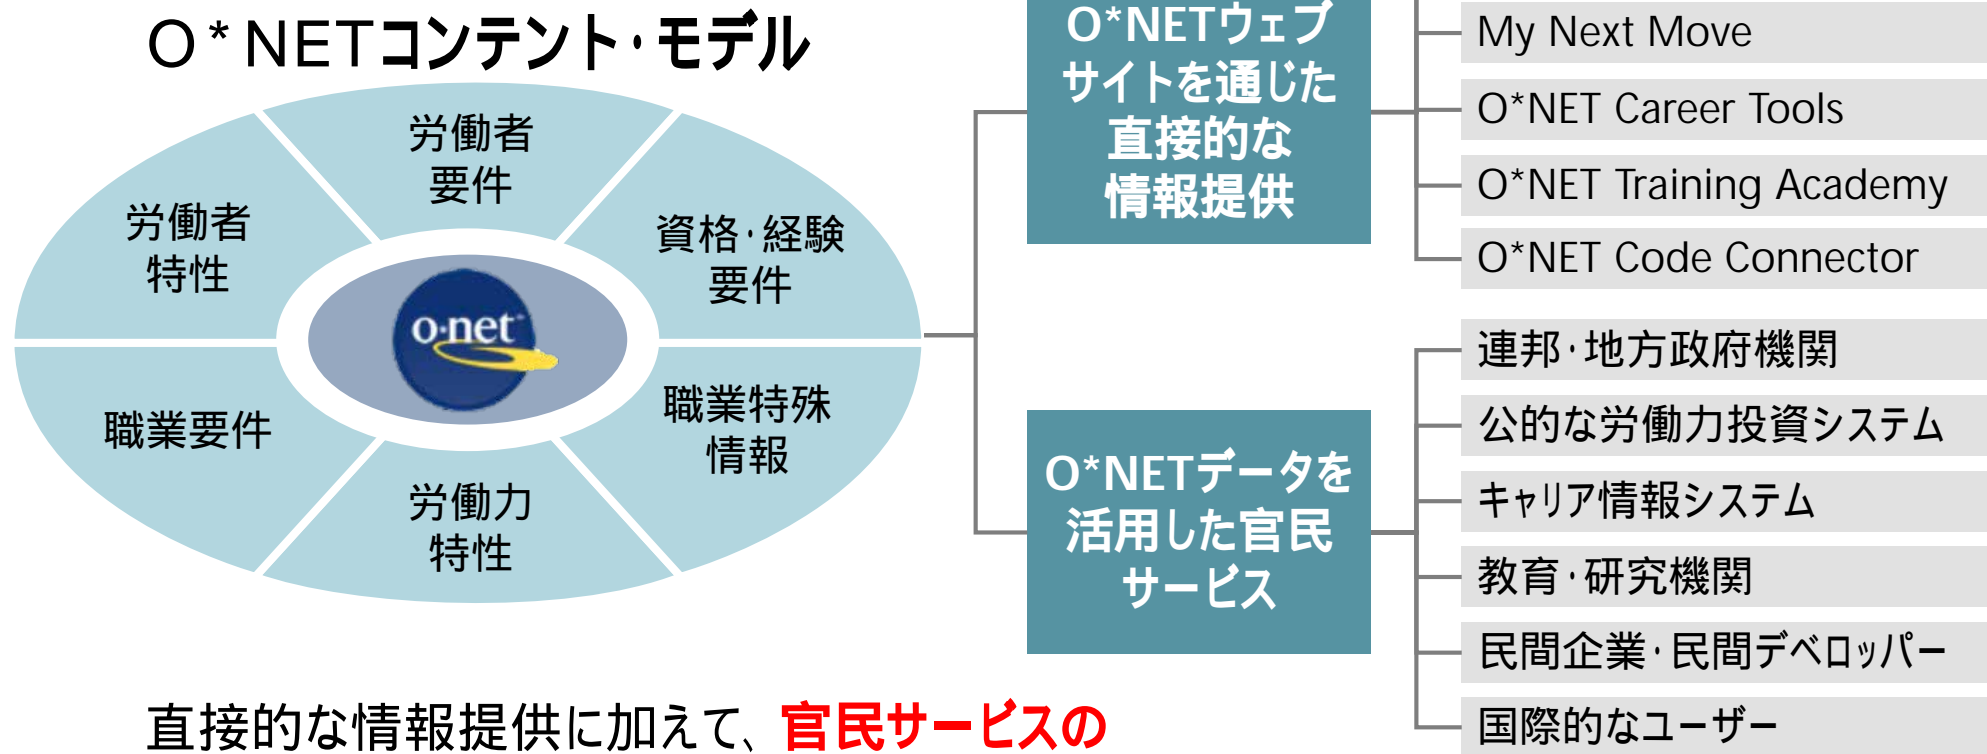 O*NETコンテント・モデル
労働者
要件
労働者
特性
資格・経験
要件
o·net
職業要件
職業特殊
情報
労働力
特性
O*NETウェブ
サイトを通じた
直接的な
情報提供
My Next Move
O*NET Career Tools
O*NET Training Academy
O*NET Code Connector
O*NETデータを
活用した官民
サービス
連邦・地方政府機関
公的な労働力投資システム
キャリア情報システム
教育・研究機関
民間企業・民間デベロッパー
国際的なユーザー
直接的な情報提供に加えて、官民サービスの